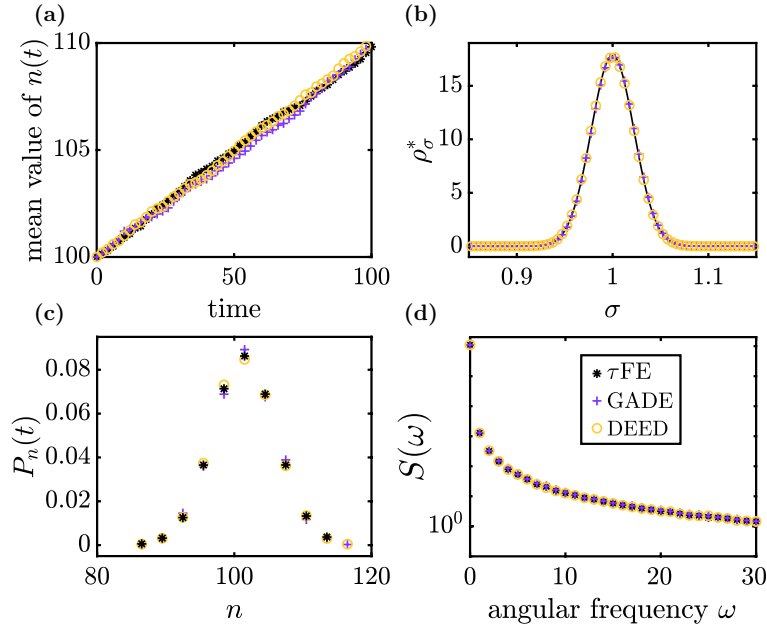 (a)
mean value of n(t)
110
105
100
0
50
100
time
(b)
ρ*σ
15
10
5
0
0.9
1
1.1
σ
(c)
Pn(t)
0.08
0.06
0.04
0.02
0
80
100
120
n
(d)
S(ω)
10⁰
τFE
GADE
DEED
0
10
20
30
angular frequency ω